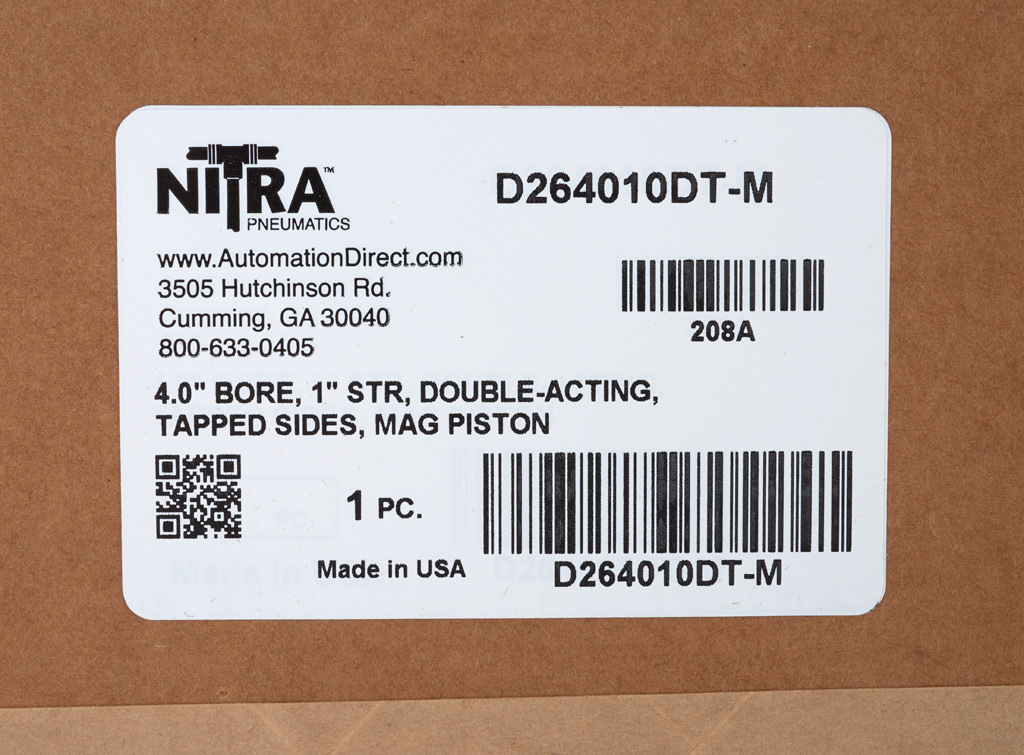 NITRA™
PNEUMATICS
D264010DT-M
www.AutomationDirect.com
3505 Hutchinson Rd.
Cumming, GA 30040
800-633-0405
208A
4.0" BORE, 1" STR, DOUBLE-ACTING,
TAPPED SIDES, MAG PISTON
1 PC.
Made in USA
D264010DT-M